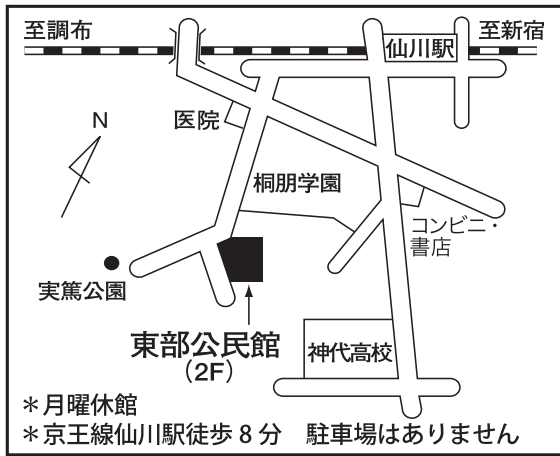 至調布
至新宿
仙川駅
医院
N
桐朋学園
コンビニ・
書店
実篤公園
東部公民館
(2F)
神代高校
＊月曜休館
＊京王線仙川駅徒歩8分　駐車場はありません